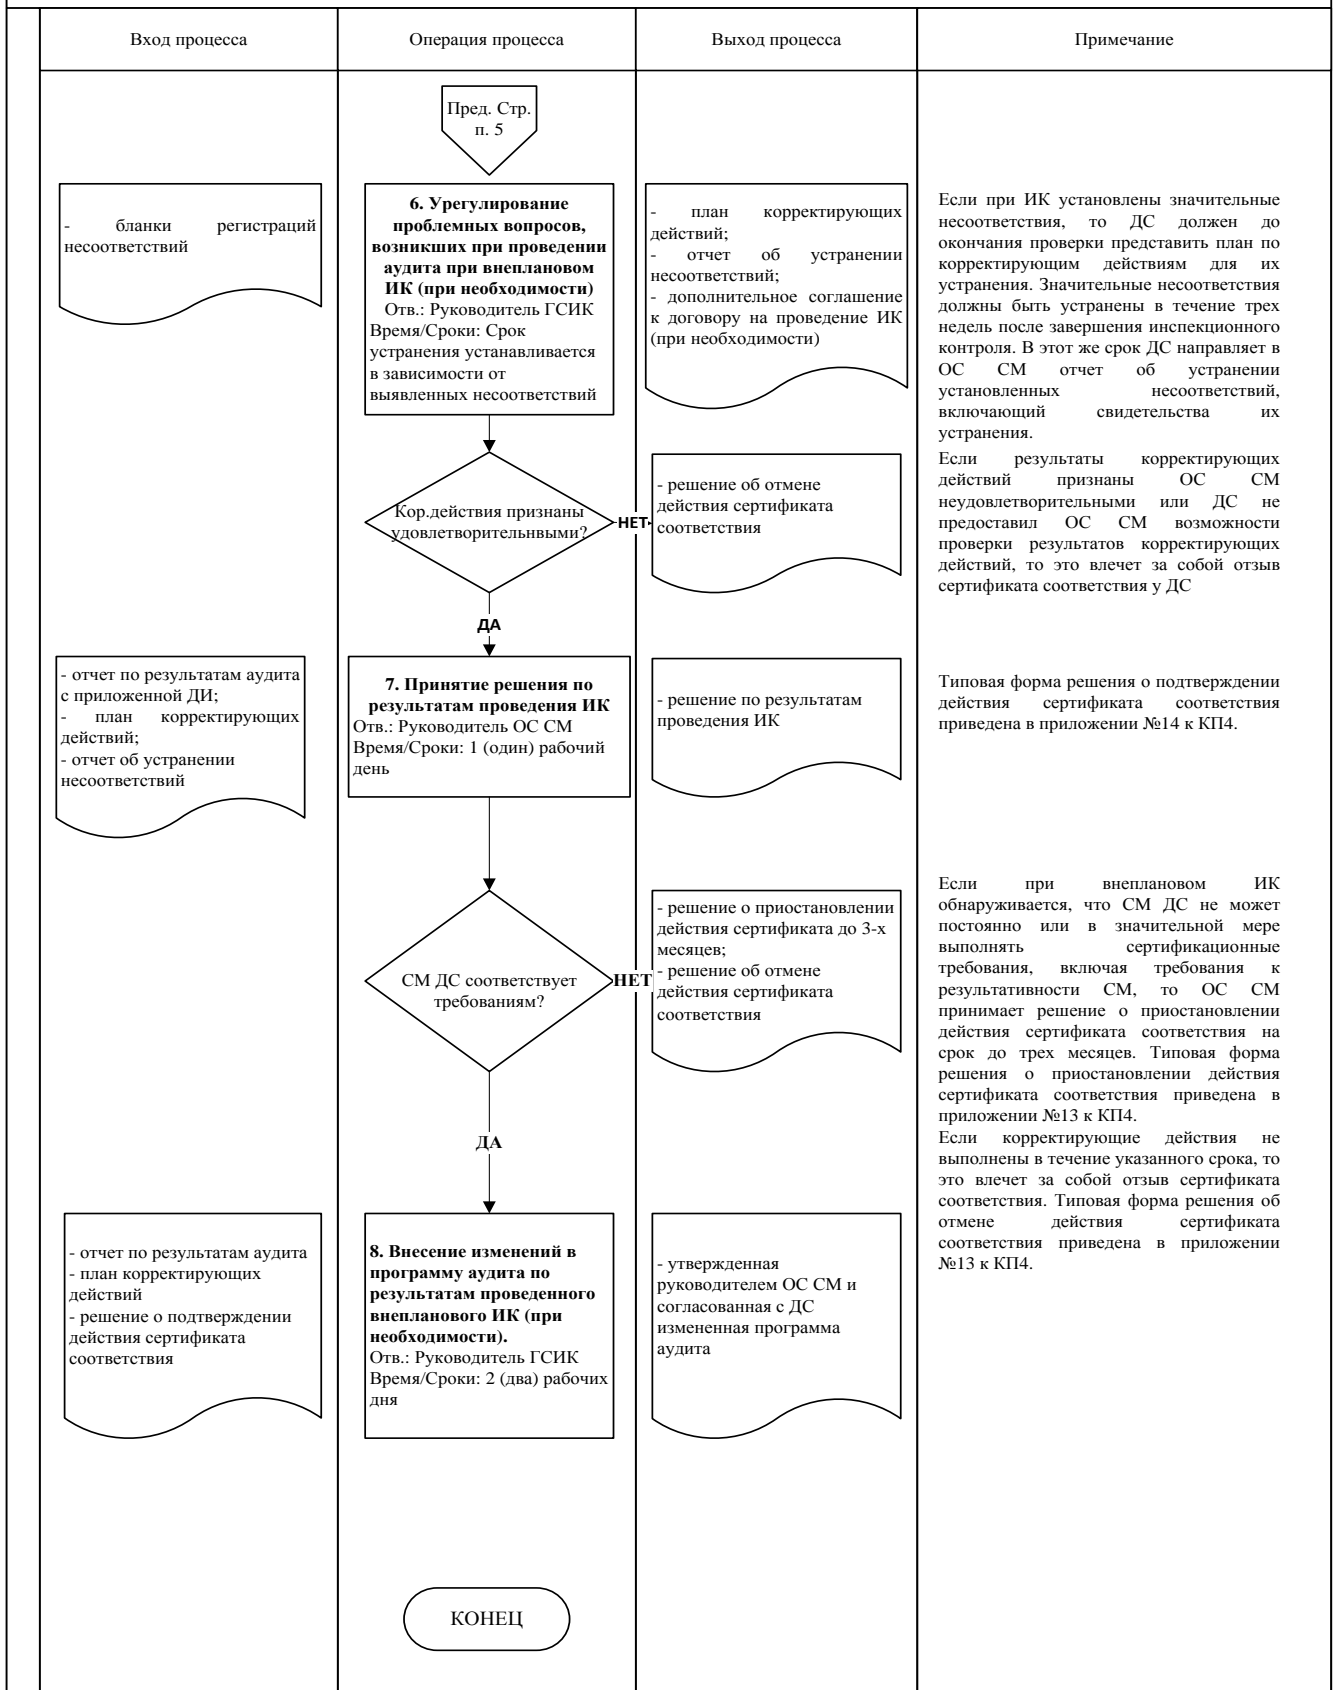 Вход процесса
Операция процесса
Выход процесса
Примечание
Пред. Стр.
п. 5
- бланки регистраций
несоответствий
6. Урегулирование
проблемных вопросов,
возникших при проведении
аудита при внеплановом
ИК (при необходимости)
Отв.: Руководитель ГСИК
Время/Сроки: Срок
устранения устанавливается
в зависимости от
выявленных несоответствий
- план корректирующих
действий;
- отчет об устранении
несоответствий;
- дополнительное соглашение
к договору на проведение ИК
(при необходимости)
Если при ИК установлены значительные
несоответствия, то ДС должен до
окончания проверки представить план по
корректирующим действиям для их
устранения. Значительные несоответствия
должны быть устранены в течение трех
недель после завершения инспекционного
контроля. В этот же срок ДС направляет в
ОС СМ отчет об устранении
установленных несоответствий,
включающий свидетельства их
устранения.
Если результаты корректирующих
действий признаны ОС СМ
неудовлетворительными или ДС не
предоставил ОС СМ возможности
проверки результатов корректирующих
действий, то это влечет за собой отзыв
сертификата соответствия у ДС
Кор.действия признаны
удовлетворительнвыми?
НЕТ
- решение об отмене
действия сертификата
соответствия
ДА
- отчет по результатам аудита
с приложенной ДИ;
- план корректирующих
действий;
- отчет об устранении
несоответствий
7. Принятие решения по
результатам проведения ИК
Отв.: Руководитель ОС СМ
Время/Сроки: 1 (один) рабочий
день
- решение по результатам
проведения ИК
Типовая форма решения о подтверждении
действия сертификата соответствия
приведена в приложении №14 к КП4.
СМ ДС соответствует
требованиям?
НЕТ
- решение о приостановлении
действия сертификата до 3-х
месяцев;
- решение об отмене
действия сертификата
соответствия
Если при внеплановом ИК
обнаруживается, что СМ ДС не может
постоянно или в значительной мере
выполнять сертификационные
требования, включая требования к
результативности СМ, то ОС СМ
принимает решение о приостановлении
действия сертификата соответствия на
срок до трех месяцев. Типовая форма
решения о приостановлении действия
сертификата соответствия приведена в
приложении №13 к КП4.
Если корректирующие действия не
выполнены в течение указанного срока, то
это влечет за собой отзыв сертификата
соответствия. Типовая форма решения об
отмене действия сертификата
соответствия приведена в приложении
№13 к КП4.
ДА
- отчет по результатам аудита
- план корректирующих
действий
- решение о подтверждении
действия сертификата
соответствия
8. Внесение изменений в
программу аудита по
результатам проведенного
внепланового ИК (при
необходимости).
Отв.: Руководитель ГСИК
Время/Сроки: 2 (два) рабочих
дня
- утвержденная
руководителем ОС СМ и
согласованная с ДС
измененная программа
аудита
КОНЕЦ